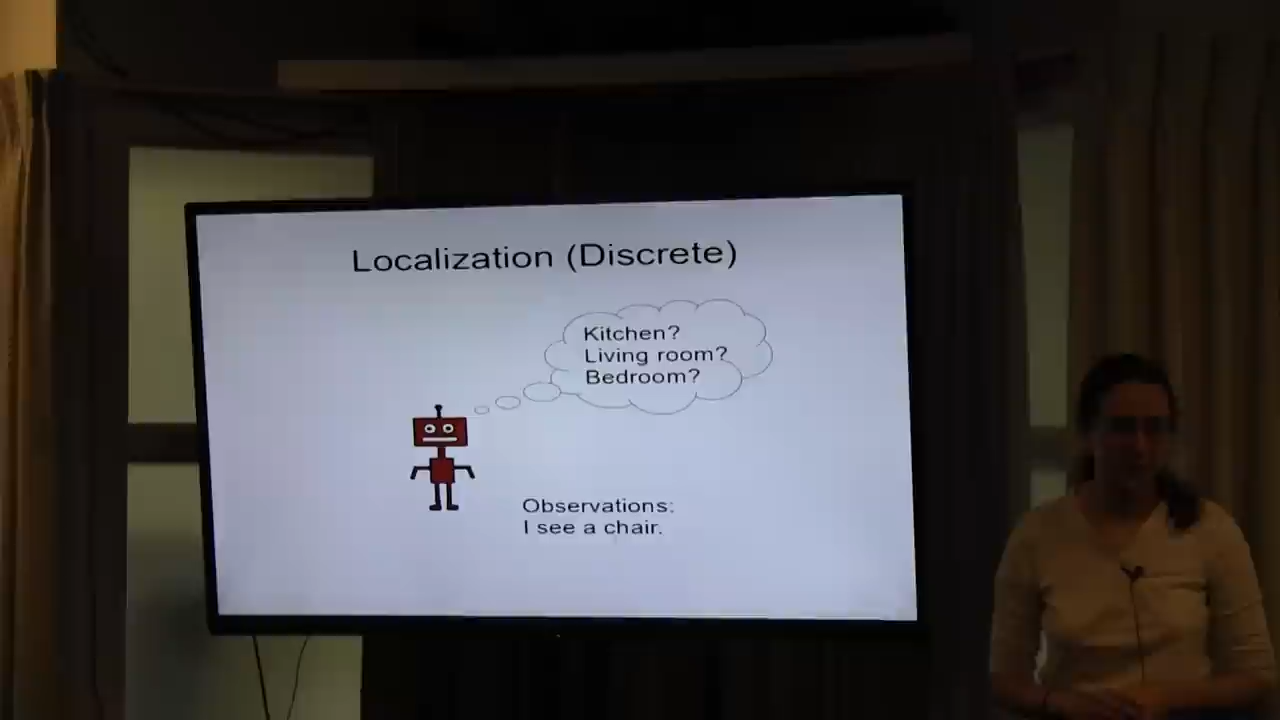 Localization (Discrete)
Kitchen?
Living room?
Bedroom?
Observations:
I see a chair.